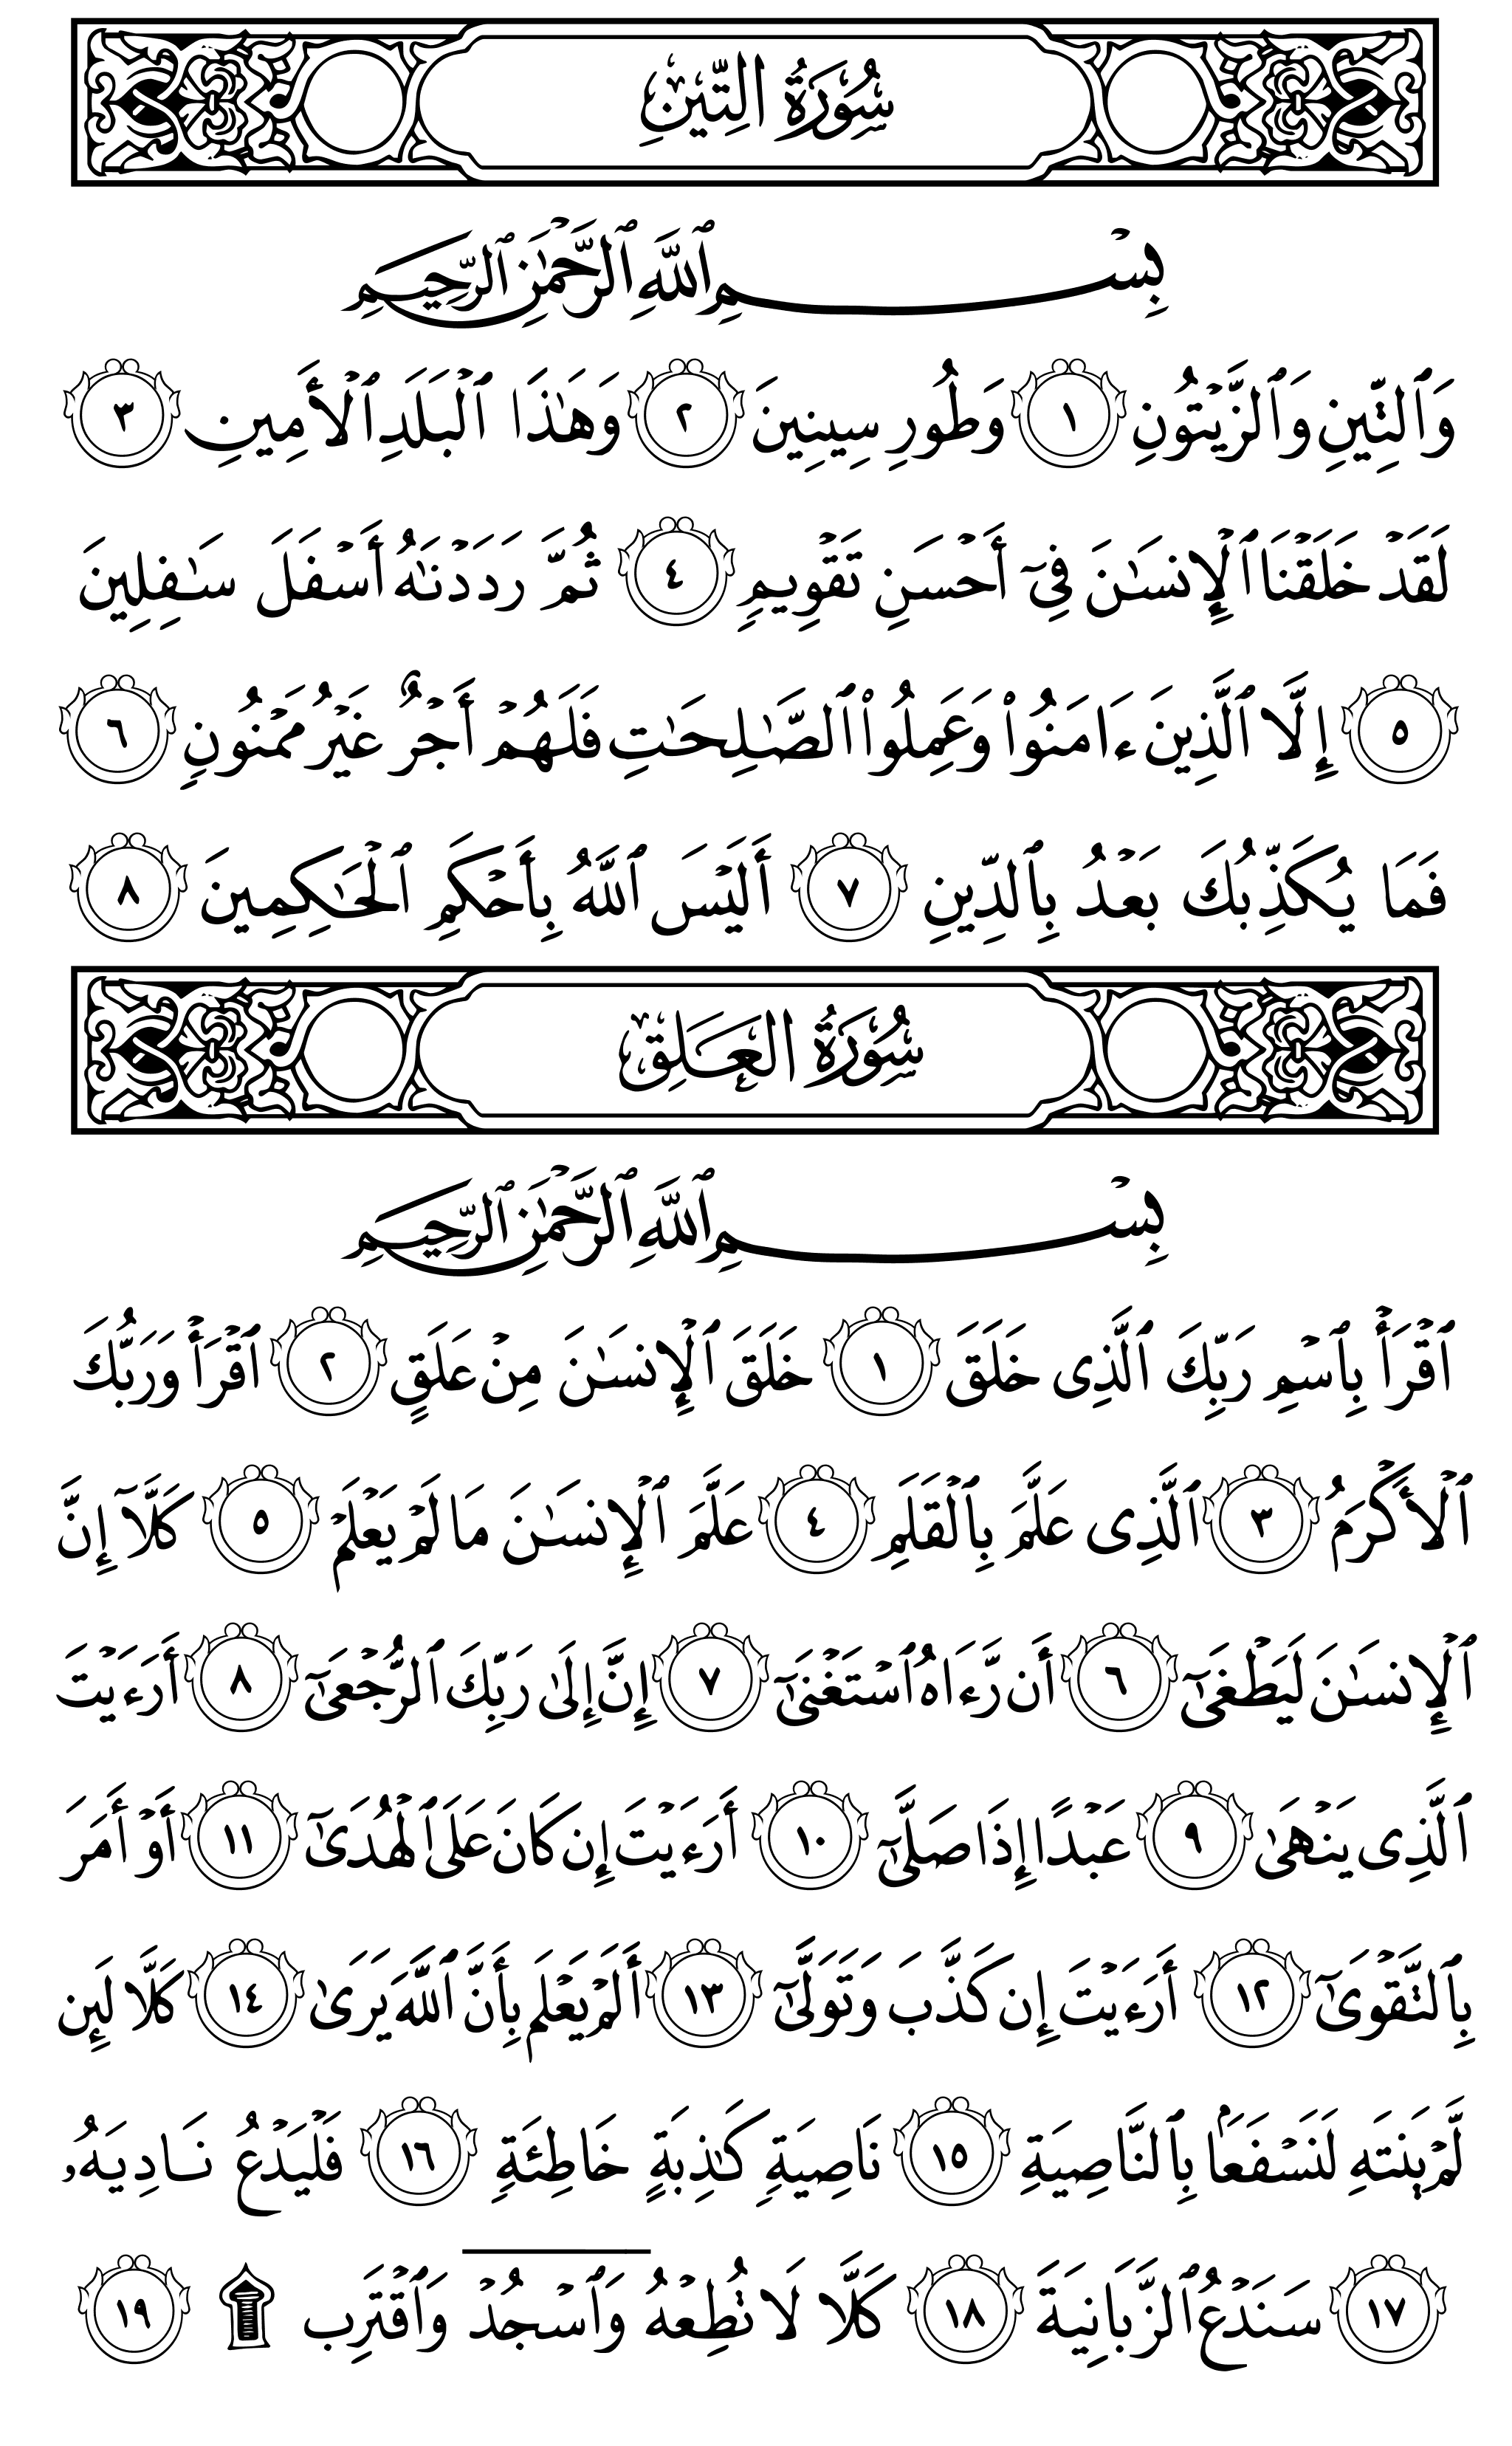 سُورَةُ التِّينِ
بِسْمِ ٱللَّهِ ٱلرَّحْمَٰنِ ٱلرَّحِيمِ
وَٱلتِّينِ وَٱلزَّيْتُونِ ١ وَطُورِ سِينِينَ ٢ وَهَٰذَا ٱلْبَلَدِ ٱلْأَمِينِ ٣
لَقَدْ خَلَقْنَا ٱلْإِنسَٰنَ فِىٓ أَحْسَنِ تَقْوِيمٍ ٤ ثُمَّ رَدَدْنَٰهُ أَسْفَلَ سَٰفِلِينَ
٥ إِلَّا ٱلَّذِينَ ءَامَنُوا۟ وَعَمِلُوا۟ ٱلصَّٰلِحَٰتِ فَلَهُمْ أَجْرٌ غَيْرُ مَمْنُونٍ ٦
فَمَا يُكَذِّبُكَ بَعْدُ بِٱلدِّينِ ٧ أَلَيْسَ ٱللَّهُ بِأَحْكَمِ ٱلْحَٰكِمِينَ ٨
سُورَةُ العَلَقِ
بِسْمِ ٱللَّهِ ٱلرَّحْمَٰنِ ٱلرَّحِيمِ
ٱقْرَأْ بِٱسْمِ رَبِّكَ ٱلَّذِى خَلَقَ ١ خَلَقَ ٱلْإِنسَٰنَ مِنْ عَلَقٍ ٢ ٱقْرَأْ وَرَبُّكَ
ٱلْأَكْرَمُ ٣ ٱلَّذِى عَلَّمَ بِٱلْقَلَمِ ٤ عَلَّمَ ٱلْإِنسَٰنَ مَا لَمْ يَعْلَمْ ٥ كَلَّآ إِنَّ
ٱلْإِنسَٰنَ لَيَطْغَىٰٓ ٦ أَن رَّءَاهُ ٱسْتَغْنَىٰٓ ٧ إِنَّ إِلَىٰ رَبِّكَ ٱلرُّجْعَىٰٓ ٨ أَرَءَيْتَ
ٱلَّذِى يَنْهَىٰ ٩ عَبْدًا إِذَا صَلَّىٰٓ ١٠ أَرَءَيْتَ إِن كَانَ عَلَى ٱلْهُدَىٰٓ ١١ أَوْ أَمَرَ
بِٱلتَّقْوَىٰٓ ١٢ أَرَءَيْتَ إِن كَذَّبَ وَتَوَلَّىٰٓ ١٣ أَلَمْ يَعْلَم بِأَنَّ ٱللَّهَ يَرَىٰ ١٤ كَلَّا لَئِن
لَّمْ يَنتَهِ لَنَسْفَعًۢا بِٱلنَّاصِيَةِ ١٥ نَاصِيَةٍ كَٰذِبَةٍ خَاطِئَةٍ ١٦ فَلْيَدْعُ نَادِيَهُۥ
١٧ سَنَدْعُ ٱلزَّبَانِيَةَ ١٨ كَلَّا لَا تُطِعْهُ وَٱسْجُدْ وَٱقْتَرِب ۩ ١٩